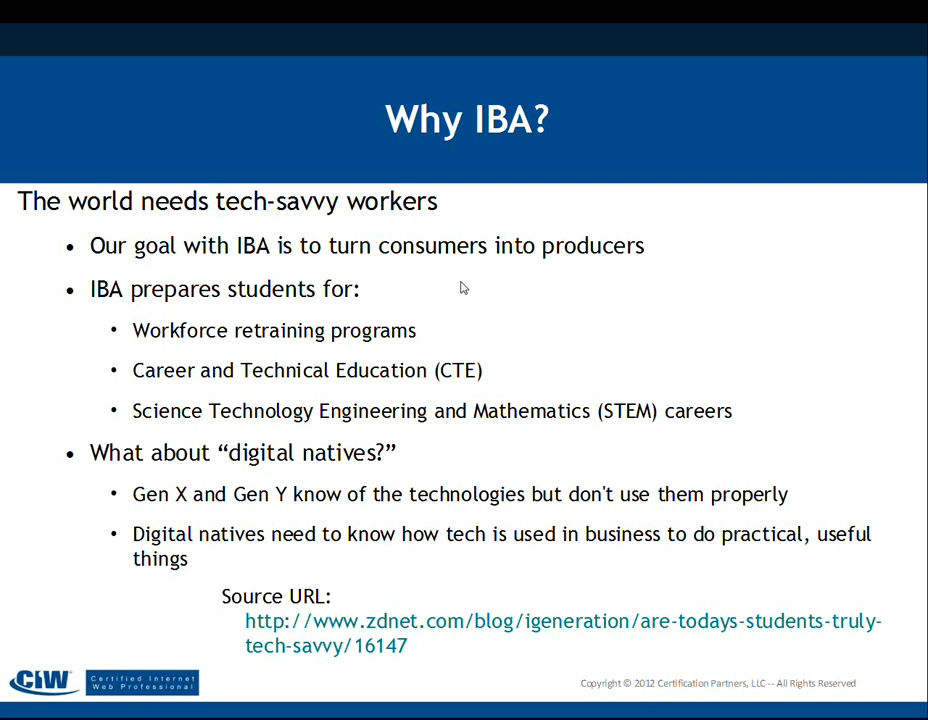 Why IBA?
The world needs tech-savvy workers
• Our goal with IBA is to turn consumers into producers
• IBA prepares students for:
• Workforce retraining programs
• Career and Technical Education (CTE)
• Science Technology Engineering and Mathematics (STEM) careers
• What about “digital natives?”
• Gen X and Gen Y know of the technologies but don't use them properly
• Digital natives need to know how tech is used in business to do practical, useful
things
Source URL:
http://www.zdnet.com/blog/igeneration/are-todays-students-truly-
tech-savvy/16147
CIW Certified Internet
Web Professional
Copyright © 2012 Certification Partners, LLC -- All Rights Reserved